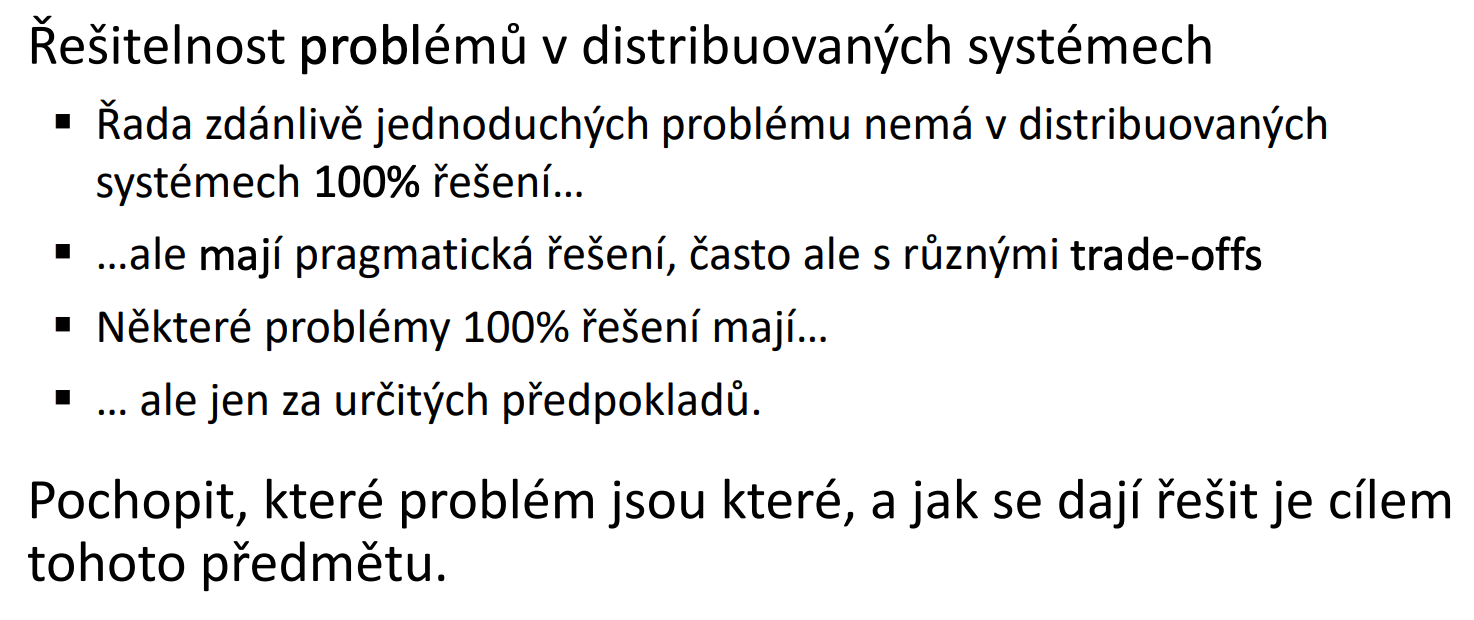 Řešitelnost problémů v distribuovaných systémech
▪ Řada zdánlivě jednoduchých problému nemá v distribuovaných
systémech 100% řešení…
▪ …ale mají pragmatická řešení, často ale s různými trade-offs
▪ Některé problémy 100% řešení mají…
▪ … ale jen za určitých předpokladů.
Pochopit, které problém jsou které, a jak se dají řešit je cílem
tohoto předmětu.